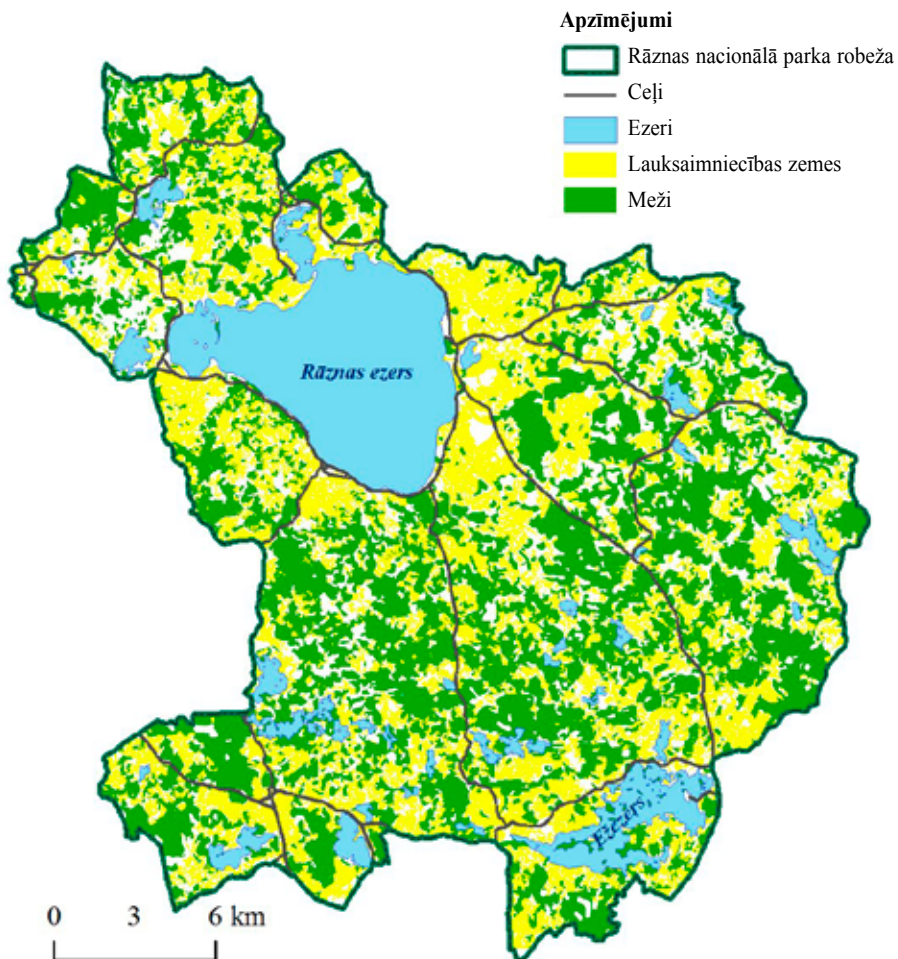 Apzīmējumi
Rāznas nacionālā parka robeža
Ceļi
Ezeri
Lauksaimniecības zemes
Meži
Rāznas ezers
Ežezers
0 3 6 km